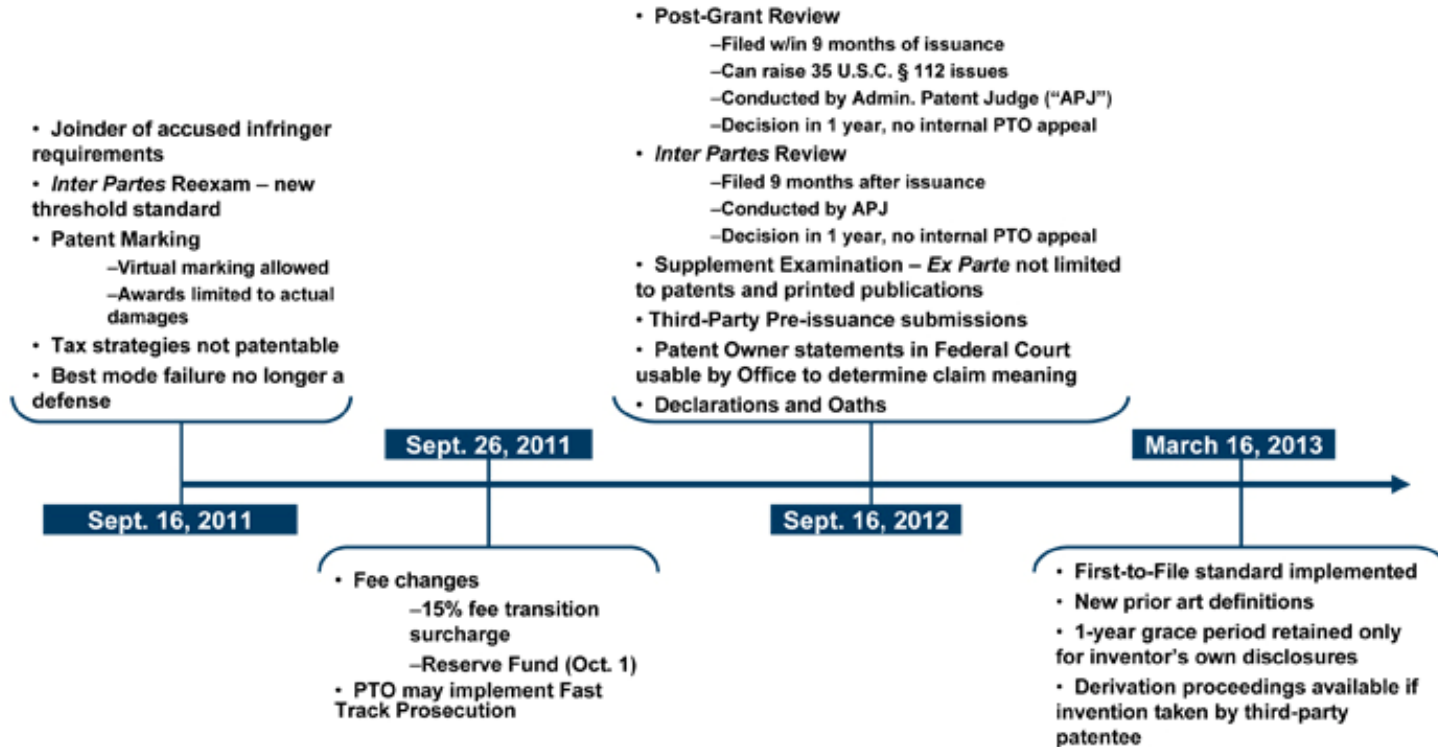 • Joinder of accused infringer
requirements
• Inter Partes Reexam – new
threshold standard
• Patent Marking
–Virtual marking allowed
–Awards limited to actual
damages
• Tax strategies not patentable
• Best mode failure no longer a
defense
Sept. 16, 2011
Sept. 26, 2011
• Fee changes
–15% fee transition
surcharge
–Reserve Fund (Oct. 1)
• PTO may implement Fast
Track Prosecution
• Post-Grant Review
–Filed w/in 9 months of issuance
–Can raise 35 U.S.C. § 112 issues
–Conducted by Admin. Patent Judge (“APJ”)
–Decision in 1 year, no internal PTO appeal
• Inter Partes Review
–Filed 9 months after issuance
–Conducted by APJ
–Decision in 1 year, no internal PTO appeal
• Supplement Examination – Ex Parte not limited
to patents and printed publications
• Third-Party Pre-issuance submissions
• Patent Owner statements in Federal Court
usable by Office to determine claim meaning
• Declarations and Oaths
Sept. 16, 2012
March 16, 2013
• First-to-File standard implemented
• New prior art definitions
• 1-year grace period retained only
for inventor’s own disclosures
• Derivation proceedings available if
invention taken by third-party
patentee